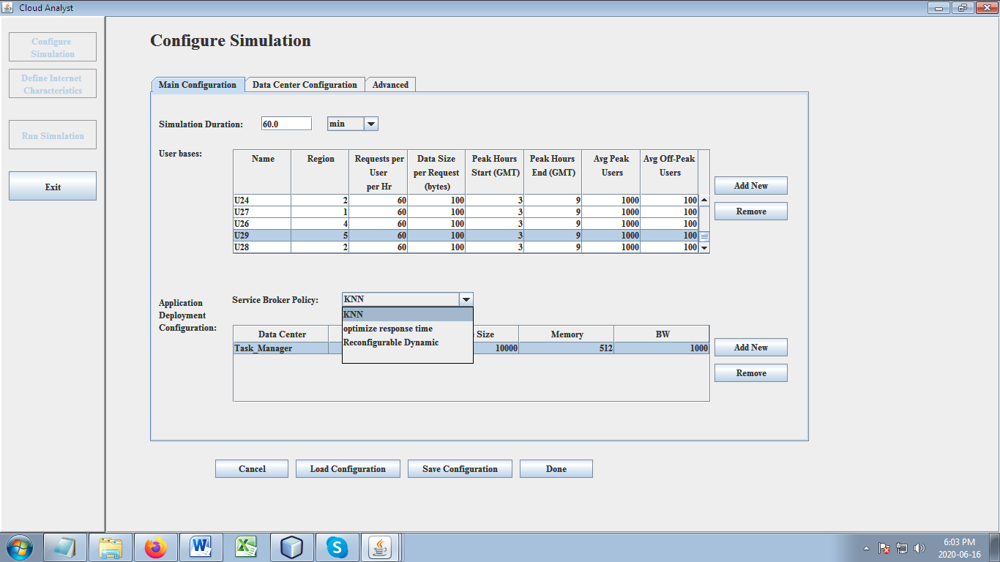 Cloud Analyst
Configure
Simulation
Define Internet
Characteristics
Run Simulation
Exit
Configure Simulation
Main Configuration Data Center Configuration Advanced
Simulation Duration: 60.0 min
User bases:
Name Region Requests per User per Hr Data Size per Request (bytes) Peak Hours Start (GMT) Peak Hours End (GMT) Avg Peak Users Avg Off-Peak Users
U24 2 60 100 3 9 1000 100
U27 1 60 100 3 9 1000 100
U26 4 60 100 3 9 1000 100
U29 5 60 100 3 9 1000 100
U28 2 60 100 3 9 1000 100
Add New
Remove
Application
Deployment
Configuration:
Service Broker Policy: KNN
KNN
optimize response time
Reconfigurable Dynamic
Data Center Size Memory BW
Task_Manager 10000 512 1000
Add New
Remove
Cancel Load Configuration Save Configuration Done
6:03 PM
2020-06-16